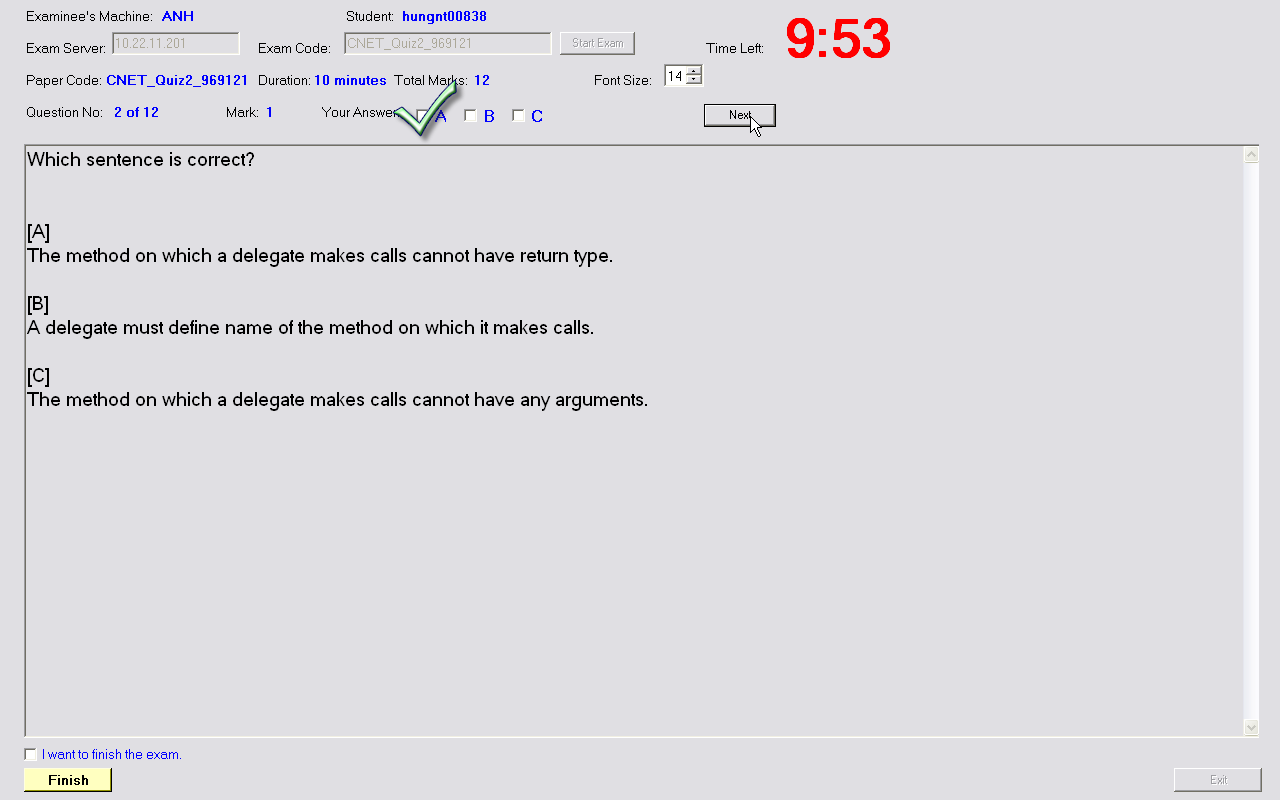 Examinee's Machine: ANH Student: hungnt00838
Exam Server: 10.22.11.201 Exam Code: CNET_Quiz2_969121 Start Exam Time Left: 9:53
Paper Code: CNET_Quiz2_969121 Duration: 10 minutes Total Marks: 12 Font Size: 14
Question No: 2 of 12 Mark: 1 Your Answer A B C Next
Which sentence is correct?
[A]
The method on which a delegate makes calls cannot have return type.
[B]
A delegate must define name of the method on which it makes calls.
[C]
The method on which a delegate makes calls cannot have any arguments.
I want to finish the exam.
Finish Exit